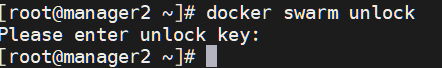 [root@manager2 ~]# docker swarm unlock
Please enter unlock key:
[root@manager2 ~]#